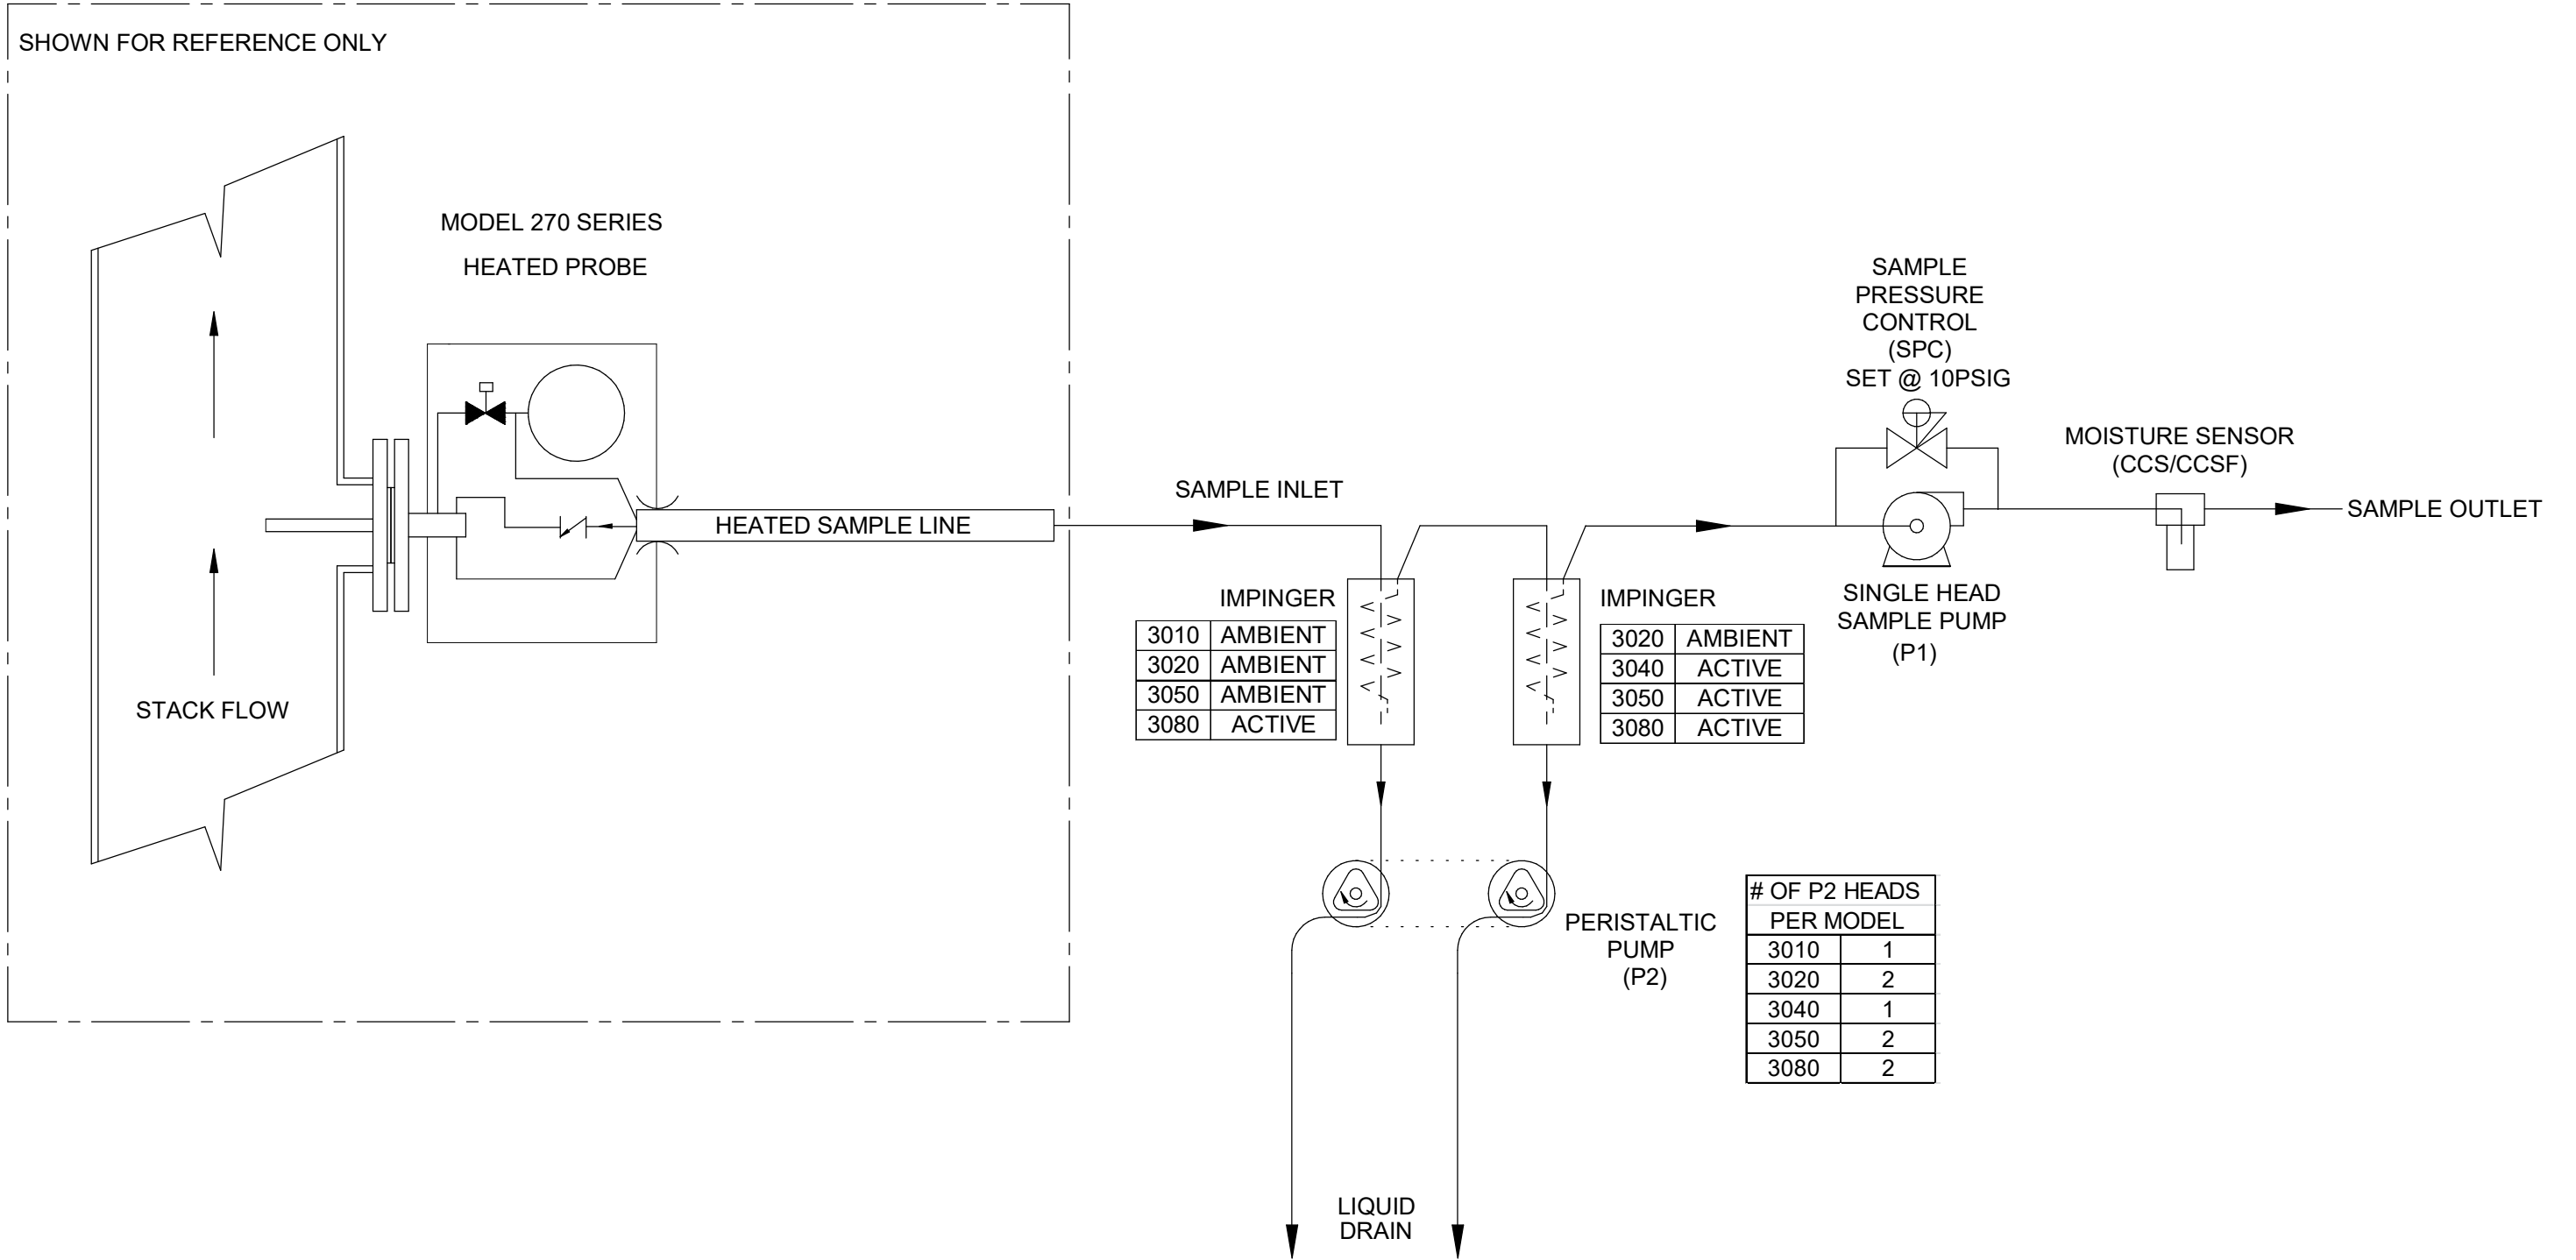 SHOWN FOR REFERENCE ONLY
MODEL 270 SERIES
HEATED PROBE
STACK FLOW
HEATED SAMPLE LINE
SAMPLE INLET
IMPINGER
3010 AMBIENT
3020 AMBIENT
3050 AMBIENT
3080 ACTIVE
IMPINGER
3020 AMBIENT
3040 ACTIVE
3050 ACTIVE
3080 ACTIVE
SAMPLE
PRESSURE
CONTROL
(SPC)
SET @ 10PSIG
SINGLE HEAD
SAMPLE PUMP
(P1)
MOISTURE SENSOR
(CCS/CCSF)
SAMPLE OUTLET
PERISTALTIC
PUMP
(P2)
# OF P2 HEADS
PER MODEL
3010 1
3020 2
3040 1
3050 2
3080 2
LIQUID
DRAIN